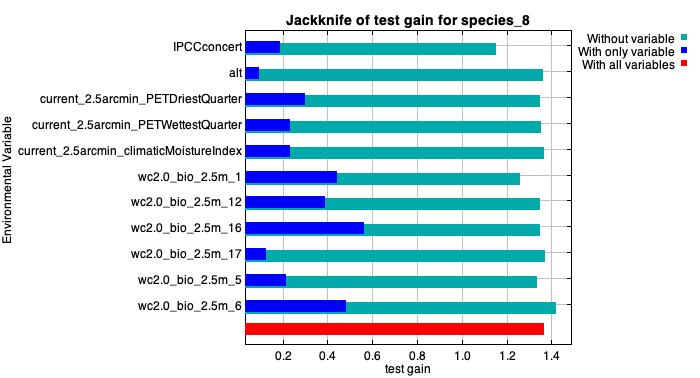 Jackknife of test gain for species_8
Without variable
With only variable
With all variables
Environmental Variable
IPCCconcert
alt
current_2.5arcmin_PETDriestQuarter
current_2.5arcmin_PETWettestQuarter
current_2.5arcmin_climaticMoistureIndex
wc2.0_bio_2.5m_1
wc2.0_bio_2.5m_12
wc2.0_bio_2.5m_16
wc2.0_bio_2.5m_17
wc2.0_bio_2.5m_5
wc2.0_bio_2.5m_6
0.2 0.4 0.6 0.8 1.0 1.2 1.4
test gain